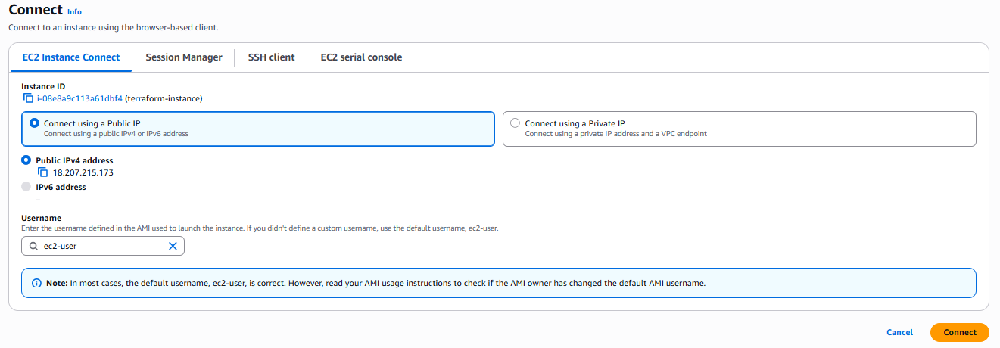 Connect Info
Connect to an instance using the browser-based client.
EC2 Instance Connect Session Manager SSH client EC2 serial console
Instance ID
i-08e8a9c113a61dbf4 (terraform-instance)
Connect using a Public IP
Connect using a public IPv4 or IPv6 address
Connect using a Private IP
Connect using a private IP address and a VPC endpoint
Public IPv4 address
18.207.215.173
IPv6 address
–
Username
Enter the username defined in the AMI used to launch the instance. If you didn't define a custom username, use the default username, ec2-user.
ec2-user
Note: In most cases, the default username, ec2-user, is correct. However, read your AMI usage instructions to check if the AMI owner has changed the default AMI username.
Cancel Connect